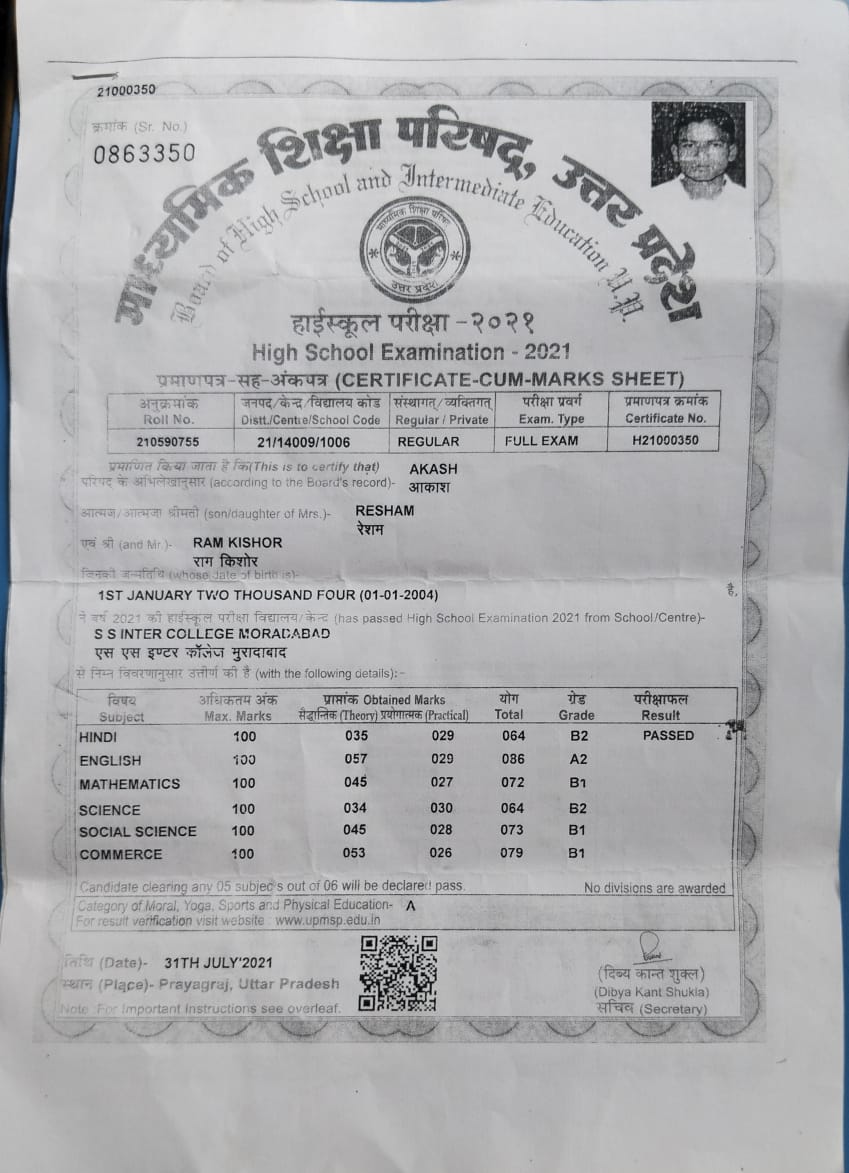 21000350
क्रमांक (Sr. No.)
0863350
माध्यमिक शिक्षा परिषद्, उत्तर प्रदेश
Board of High School and Intermediate Education U.P.
माध्यमिक शिक्षा परिषद
उत्तर प्रदेश
हाईस्कूल परीक्षा -२०२१
High School Examination - 2021
प्रमाणपत्र-सह-अंकपत्र (CERTIFICATE-CUM-MARKS SHEET)
अनुक्रमांक जनपद/केन्द्र/विद्यालय कोड संस्थागत्/व्यक्तिगत् परीक्षा प्रवर्ग प्रमाणपत्र क्रमांक
Roll No. Distt./Centre/School Code Regular / Private Exam. Type Certificate No.
210590755 21/14009/1006 REGULAR FULL EXAM H21000350
प्रमाणित किया जाता है कि(This is to certify that) AKASH
परिषद के अभिलेखानुसार (according to the Board's record)- आकाश
आत्मज/आत्मजा श्रीमती (son/daughter of Mrs.)- RESHAM
रेशम
एवं श्री (and Mr.)- RAM KISHOR
राम किशोर
जिनकी जन्मतिथि (whose date of birth is)-
1ST JANUARY TWO THOUSAND FOUR (01-01-2004) है,
ने वर्ष 2021 की हाईस्कूल परीक्षा विद्यालय/केन्द्र (has passed High School Examination 2021 from School/Centre)-
S S INTER COLLEGE MORADABAD
एस एस इण्टर कॉलेज मुरादाबाद
से निम्न विवरणानुसार उत्तीर्ण की है (with the following details):-
विषय अधिकतम अंक प्राप्तांक Obtained Marks योग ग्रेड परीक्षाफल
Subject Max. Marks सैद्धान्तिक (Theory) प्रयोगात्मक (Practical) Total Grade Result
HINDI 100 035 029 064 B2 PASSED
ENGLISH 100 057 029 086 A2
MATHEMATICS 100 045 027 072 B1
SCIENCE 100 034 030 064 B2
SOCIAL SCIENCE 100 045 028 073 B1
COMMERCE 100 053 026 079 B1
Candidate clearing any 05 subjects out of 06 will be declared pass. No divisions are awarded
Category of Moral, Yoga, Sports and Physical Education- A
For result verification visit website : www.upmsp.edu.in
तिथि (Date)- 31TH JULY'2021
स्थान (Place)- Prayagraj, Uttar Pradesh
Note :For Important Instructions see overleaf.
(दिब्य कान्त शुक्ल)
(Dibya Kant Shukla)
सचिव (Secretary)